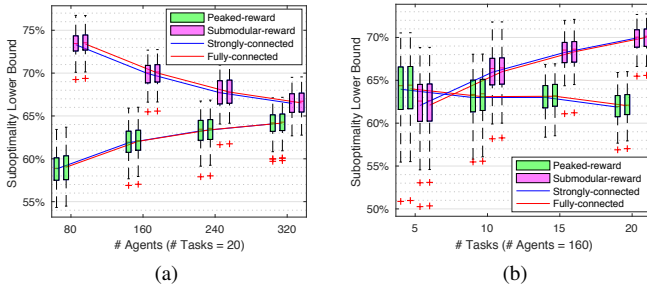 Suboptimality Lower Bound
75%
70%
65%
60%
55%
80
160
240
320
# Agents (# Tasks = 20)
Peaked-reward
Submodular-reward
Strongly-connected
Fully-connected
(a)
Suboptimality Lower Bound
70%
65%
60%
55%
50%
5
10
15
20
# Tasks (# Agents = 160)
Peaked-reward
Submodular-reward
Strongly-connected
Fully-connected
(b)